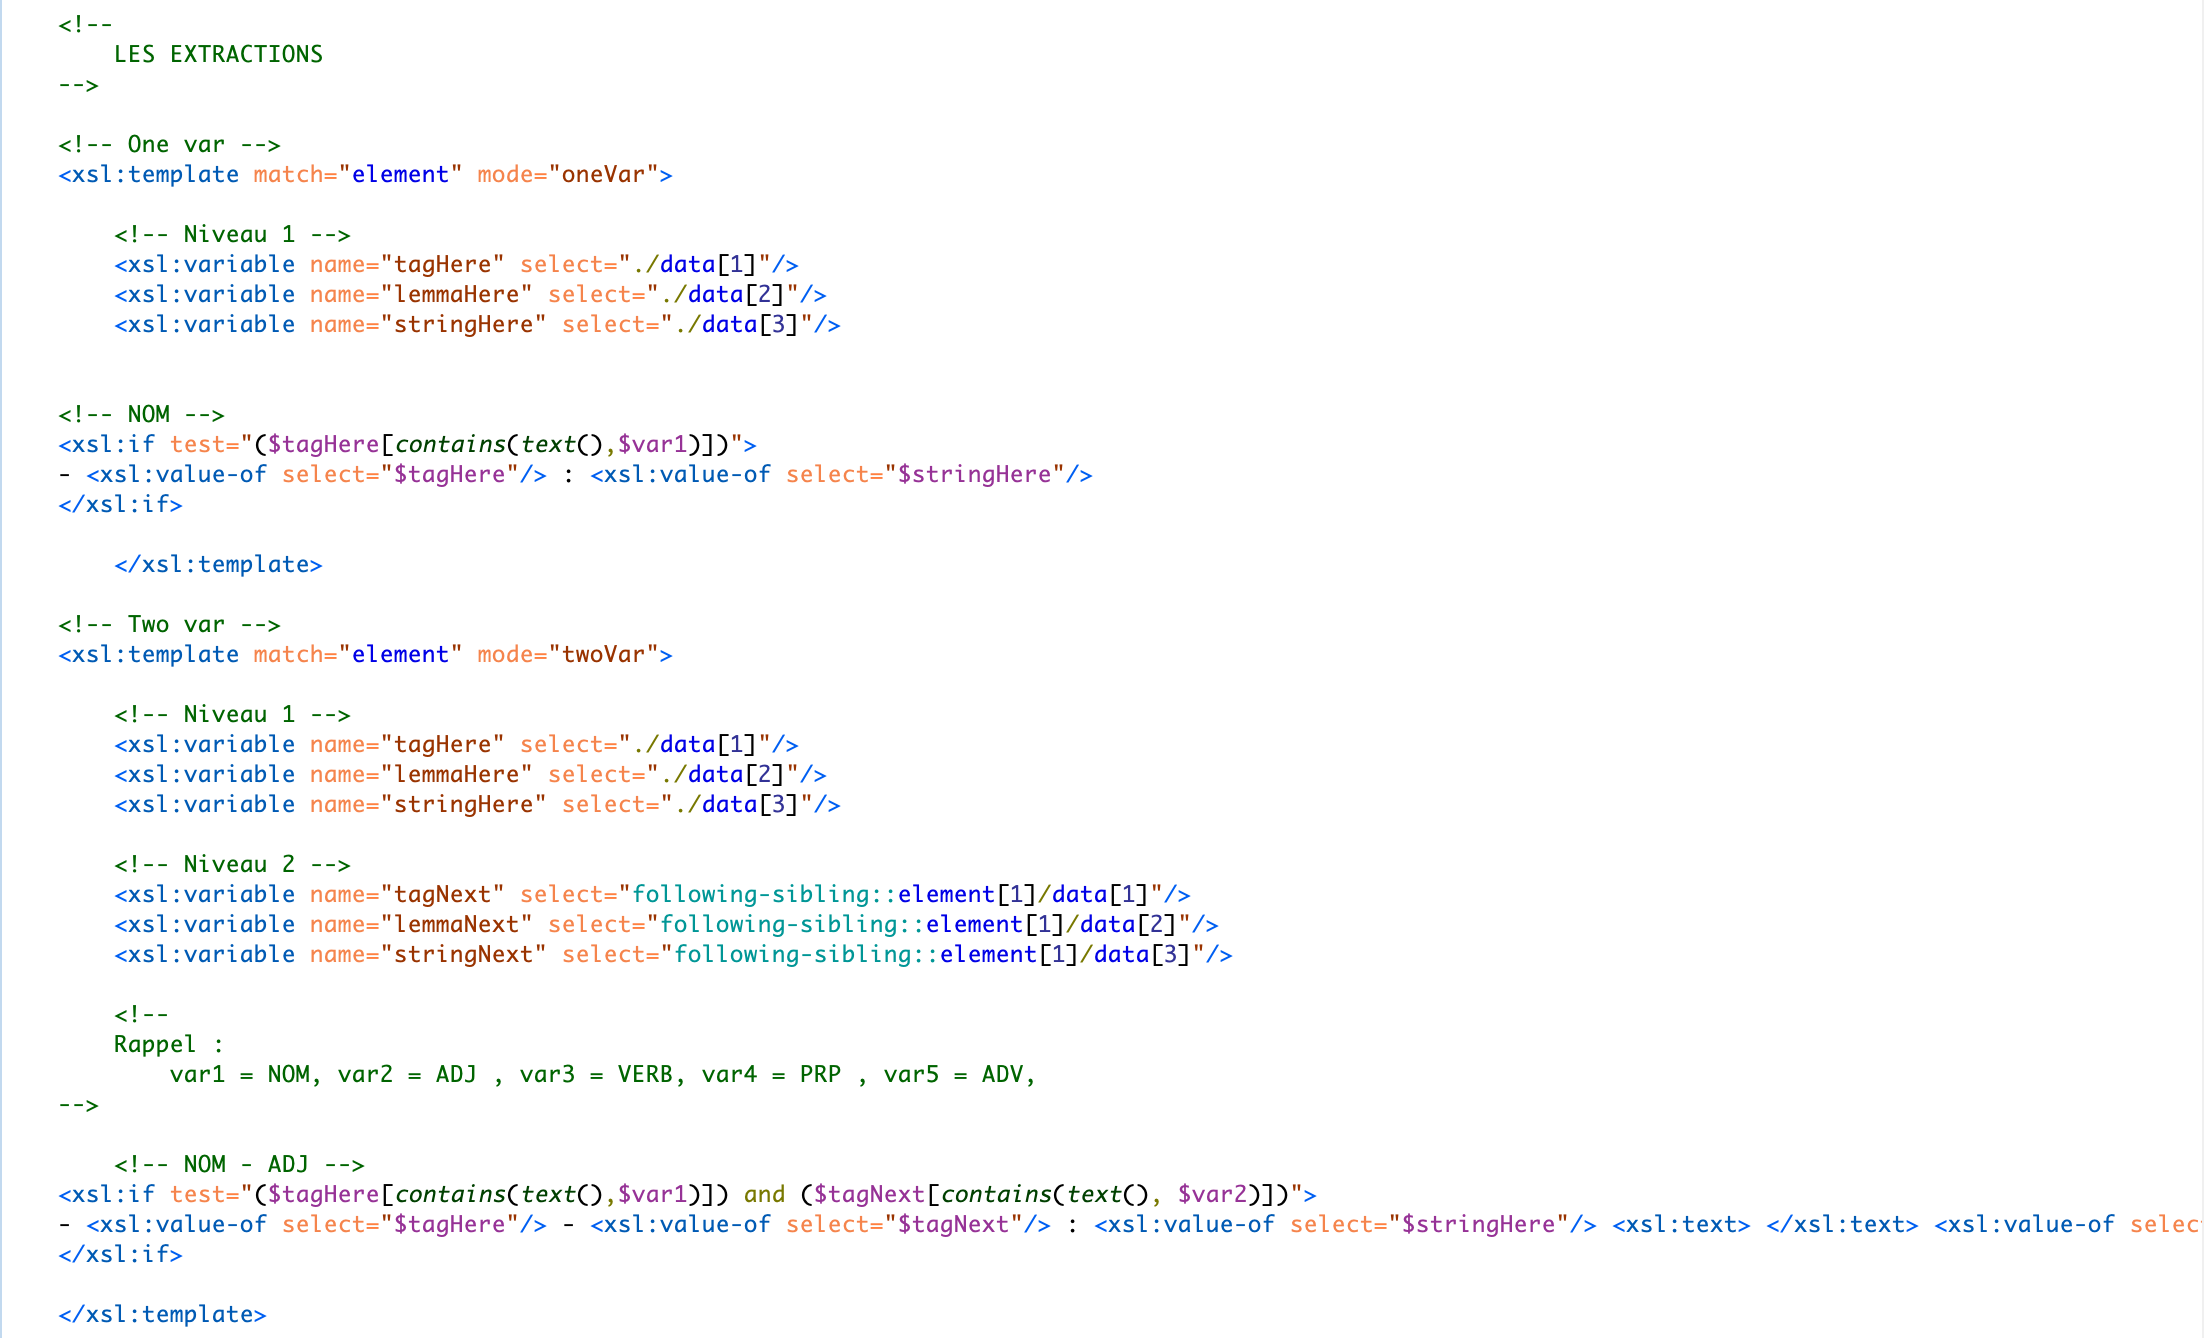 <!--
    LES EXTRACTIONS
-->
<!-- One var -->
<xsl:template match="element" mode="oneVar">
    <!-- Niveau 1 -->
    <xsl:variable name="tagHere" select="./data[1]"/>
    <xsl:variable name="lemmaHere" select="./data[2]"/>
    <xsl:variable name="stringHere" select="./data[3]"/>
<!-- NOM -->
<xsl:if test="($tagHere[contains(text(),$var1)])">
- <xsl:value-of select="$tagHere"/> : <xsl:value-of select="$stringHere"/>
</xsl:if>
    </xsl:template>
<!-- Two var -->
<xsl:template match="element" mode="twoVar">
    <!-- Niveau 1 -->
    <xsl:variable name="tagHere" select="./data[1]"/>
    <xsl:variable name="lemmaHere" select="./data[2]"/>
    <xsl:variable name="stringHere" select="./data[3]"/>
    <!-- Niveau 2 -->
    <xsl:variable name="tagNext" select="following-sibling::element[1]/data[1]"/>
    <xsl:variable name="lemmaNext" select="following-sibling::element[1]/data[2]"/>
    <xsl:variable name="stringNext" select="following-sibling::element[1]/data[3]"/>
    <!--
    Rappel :
        var1 = NOM, var2 = ADJ , var3 = VERB, var4 = PRP , var5 = ADV,
-->
    <!-- NOM - ADJ -->
<xsl:if test="($tagHere[contains(text(),$var1)]) and ($tagNext[contains(text(), $var2)])">
- <xsl:value-of select="$tagHere"/> - <xsl:value-of select="$tagNext"/> : <xsl:value-of select="$stringHere"/> <xsl:text> </xsl:text> <xsl:value-of
</xsl:if>
</xsl:template>